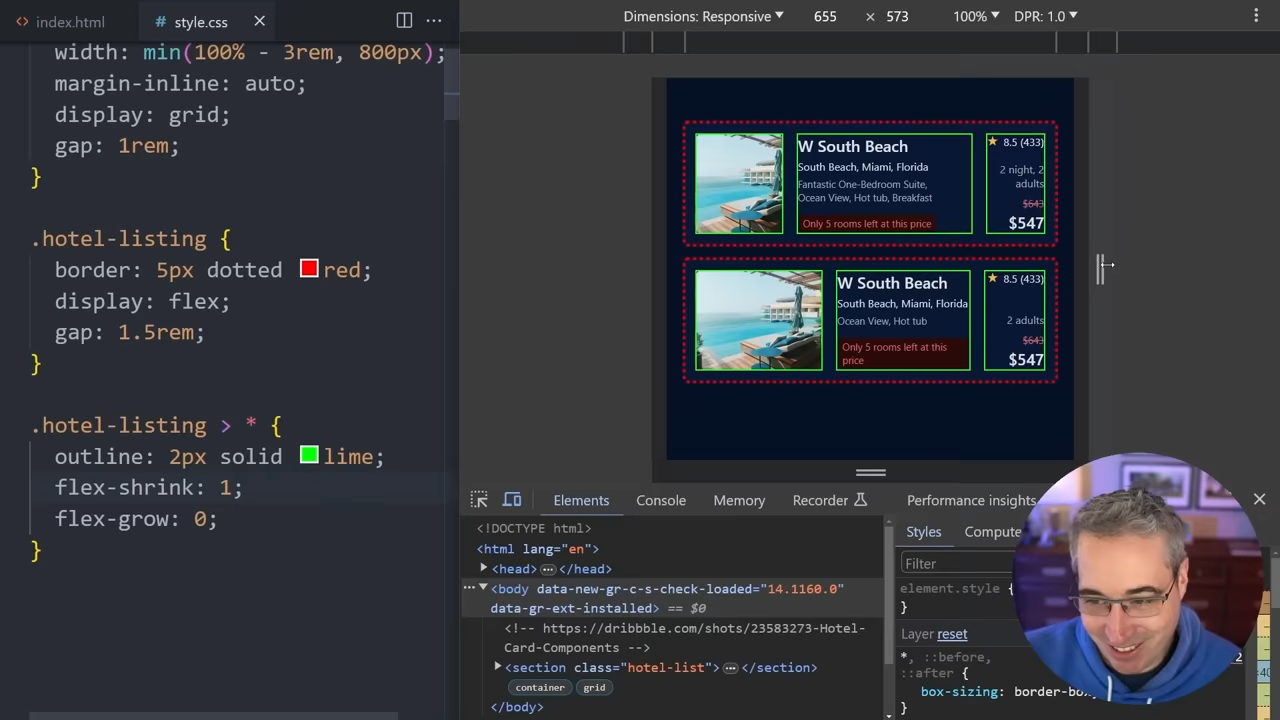 index.html
style.css
width: min(100% - 3rem, 800px);
margin-inline: auto;
display: grid;
gap: 1rem;
}
.hotel-listing {
border: 5px dotted red;
display: flex;
gap: 1.5rem;
}
.hotel-listing > * {
outline: 2px solid lime;
flex-shrink: 1;
flex-grow: 0;
}
Dimensions: Responsive 655 × 573 100% DPR: 1.0
W South Beach
South Beach, Miami, Florida
Fantastic One-Bedroom Suite,
Ocean View, Hot tub, Breakfast
Only 5 rooms left at this price
8.5 (433)
2 night, 2
adults
$643
$547
W South Beach
South Beach, Miami, Florida
Ocean View, Hot tub
Only 5 rooms left at this
price
8.5 (433)
2 adults
$643
$547
Elements Console Memory Recorder Performance insights
<!DOCTYPE html>
<html lang="en">
<head> … </head>
<body data-new-gr-c-s-check-loaded="14.1160.0"
data-gr-ext-installed> == $0
<!-- https://dribbble.com/shots/23583273-Hotel-
Card-Components -->
<section class="hotel-list"> … </section>
container grid
</body>
Styles Compute
Filter
element.style {
}
Layer reset
*, ::before,
::after {
box-sizing: border-box;
}